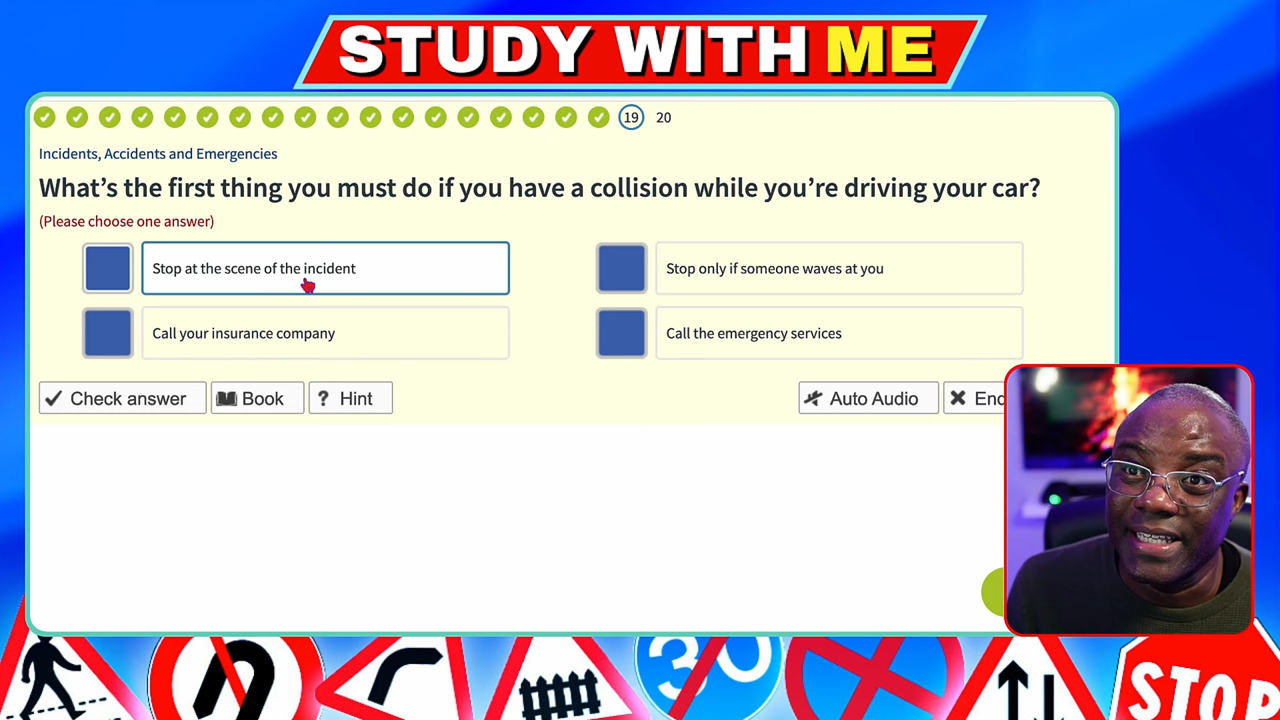 STUDY WITH ME
19 20
Incidents, Accidents and Emergencies
What’s the first thing you must do if you have a collision while you’re driving your car?
(Please choose one answer)
Stop at the scene of the incident
Stop only if someone waves at you
Call your insurance company
Call the emergency services
Check answer
Book
? Hint
Auto Audio
30
STOP